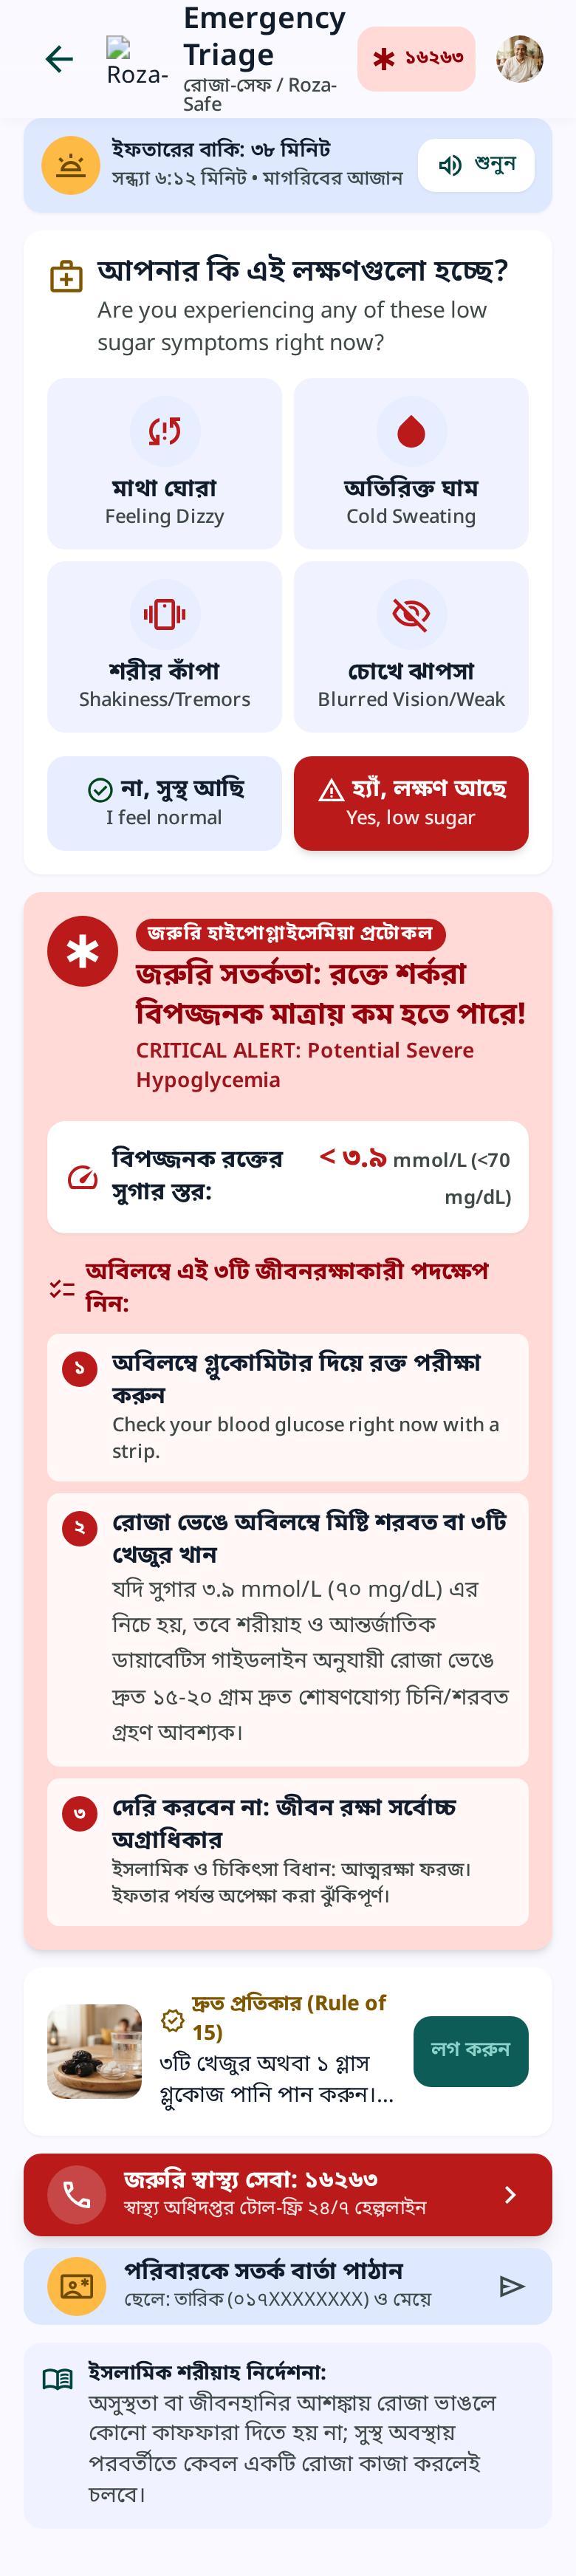 Emergency
Triage
রোজা-সেফ / Roza-
Safe
Roza-
১৬২৬৩
ইফতারের বাকি: ৩৮ মিনিট
সন্ধ্যা ৬:১২ মিনিট • মাগরিবের আজান
শুনুন
আপনার কি এই লক্ষণগুলো হচ্ছে?
Are you experiencing any of these low
sugar symptoms right now?
মাথা ঘোরা
Feeling Dizzy
অতিরিক্ত ঘাম
Cold Sweating
শরীর কাঁপা
Shakiness/Tremors
চোখে ঝাপসা
Blurred Vision/Weak
না, সুস্থ আছি
I feel normal
হ্যাঁ, লক্ষণ আছে
Yes, low sugar
জরুরি হাইপোগ্লাইসেমিয়া প্রটোকল
জরুরি সতর্কতা: রক্তে শর্করা
বিপজ্জনক মাত্রায় কম হতে পারে!
CRITICAL ALERT: Potential Severe
Hypoglycemia
বিপজ্জনক রক্তের
সুগার স্তর:
< ৩.৯ mmol/L (<70
mg/dL)
অবিলম্বে এই ৩টি জীবনরক্ষাকারী পদক্ষেপ
নিন:
১
অবিলম্বে গ্লুকোমিটার দিয়ে রক্ত পরীক্ষা
করুন
Check your blood glucose right now with a
strip.
২
রোজা ভেঙে অবিলম্বে মিষ্টি শরবত বা ৩টি
খেজুর খান
যদি সুগার ৩.৯ mmol/L (৭০ mg/dL) এর
নিচে হয়, তবে শরীয়াহ ও আন্তর্জাতিক
ডায়াবেটিস গাইডলাইন অনুযায়ী রোজা ভেঙে
দ্রুত ১৫-২০ গ্রাম দ্রুত শোষণযোগ্য চিনি/শরবত
গ্রহণ আবশ্যক।
৩
দেরি করবেন না: জীবন রক্ষা সর্বোচ্চ
অগ্রাধিকার
ইসলামিক ও চিকিৎসা বিধান: আত্মরক্ষা ফরজ।
ইফতার পর্যন্ত অপেক্ষা করা ঝুঁকিপূর্ণ।
দ্রুত প্রতিকার (Rule of
15)
৩টি খেজুর অথবা ১ গ্লাস
গ্লুকোজ পানি পান করুন।...
লগ করুন
জরুরি স্বাস্থ্য সেবা: ১৬২৬৩
স্বাস্থ্য অধিদপ্তর টোল-ফ্রি ২৪/৭ হেল্পলাইন
পরিবারকে সতর্ক বার্তা পাঠান
ছেলে: তারিক (০১৭XXXXXXXX) ও মেয়ে
ইসলামিক শরীয়াহ নির্দেশনা:
অসুস্থতা বা জীবনহানির আশঙ্কায় রোজা ভাঙলে
কোনো কাফফারা দিতে হয় না; সুস্থ অবস্থায়
পরবর্তীতে কেবল একটি রোজা কাজা করলেই
চলবে।